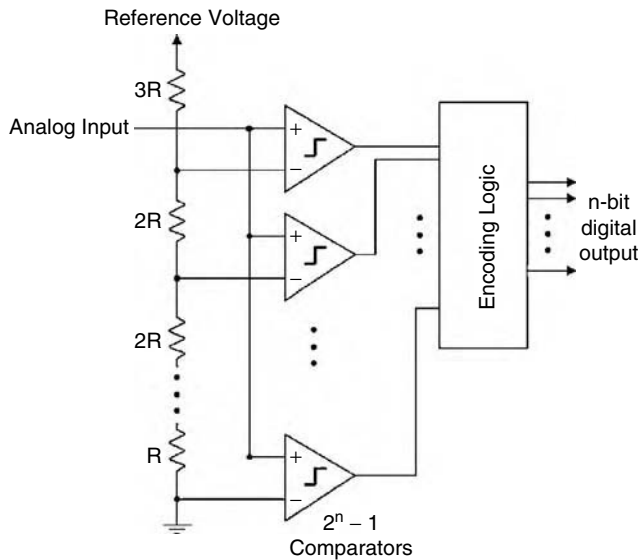 Reference Voltage
3R
Analog Input
+
−
2R
+
−
2R
R
+
−
Encoding Logic
n-bit
digital
output
2ⁿ − 1
Comparators